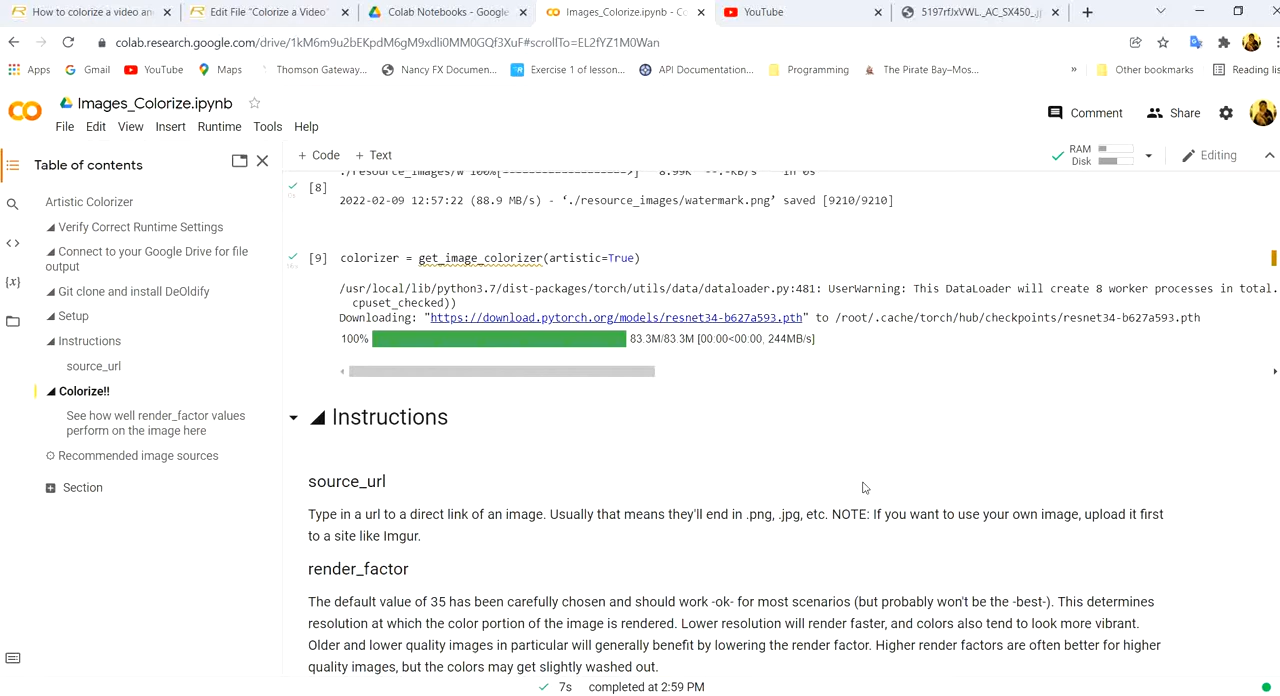 How to colorize a video an
Edit File "Colorize a Video"
Colab Notebooks - Google
Images_Colorize.ipynb - Co
YouTube
5197rfJxVWL_AC_SX450_.j
colab.research.google.com/drive/1kM6m9u2bEKpdM6gM9xdli0MM0GQf3XuF#scrollTo=EL2fYZ1M0Wan
Apps
Gmail
YouTube
Maps
Thomson Gateway...
Nancy FX Documen...
Exercise 1 of lesson...
API Documentation...
Programming
The Pirate Bay–Mos...
»
Other bookmarks
Reading lis
CO
Images_Colorize.ipynb
File Edit View Insert Runtime Tools Help
Comment
Share
Table of contents
+ Code + Text
RAM
Disk
Editing
Artistic Colorizer
Verify Correct Runtime Settings
Connect to your Google Drive for file
output
Git clone and install DeOldify
Setup
Instructions
source_url
Colorize!!
See how well render_factor values
perform on the image here
Recommended image sources
Section
<>
{x}
./resource_images/w 100%[===================>] 8.99K --.-KB/s in 0s
[8]
2022-02-09 12:57:22 (88.9 MB/s) - ‘./resource_images/watermark.png’ saved [9210/9210]
[9] colorizer = get_image_colorizer(artistic=True)
/usr/local/lib/python3.7/dist-packages/torch/utils/data/dataloader.py:481: UserWarning: This DataLoader will create 8 worker processes in total.
cpuset_checked))
Downloading: "https://download.pytorch.org/models/resnet34-b627a593.pth" to /root/.cache/torch/hub/checkpoints/resnet34-b627a593.pth
100% 83.3M/83.3M [00:00<00:00, 244MB/s]
Instructions
source_url
Type in a url to a direct link of an image. Usually that means they'll end in .png, .jpg, etc. NOTE: If you want to use your own image, upload it first
to a site like Imgur.
render_factor
The default value of 35 has been carefully chosen and should work -ok- for most scenarios (but probably won't be the -best-). This determines
resolution at which the color portion of the image is rendered. Lower resolution will render faster, and colors also tend to look more vibrant.
Older and lower quality images in particular will generally benefit by lowering the render factor. Higher render factors are often better for higher
quality images, but the colors may get slightly washed out.
7s completed at 2:59 PM